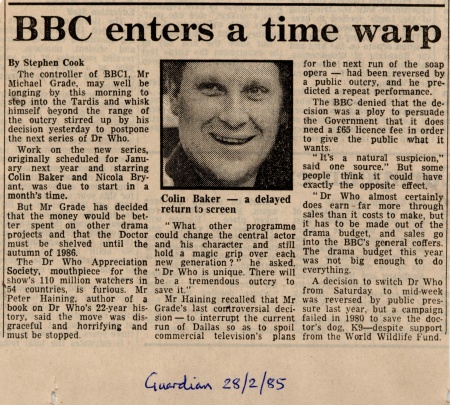 BBC enters a time warp
By Stephen Cook
The controller of BBC1, Mr
Michael Grade, may well be
longing by this morning to
step into the Tardis and whisk
himself beyond the range of
the outcry stirred up by his
decision yesterday to postpone
the next series of Dr Who.
Work on the new series,
originally scheduled for Janu-
ary next year and starring
Colin Baker and Nicola Bry-
ant, was due to start in a
month's time.
But Mr Grade has decided
that the money would be bet-
ter spent on other drama
projects and that the Doctor
must be shelved until the
autumn of 1986.
The Dr Who Appreciation
Society, mouthpiece for the
show's 110 million watchers in
54 countries, is furious. Mr
Peter Haining, author of a
book on Dr Who's 22-year his-
tory, said the move was dis-
graceful and horrifying and
must be stopped.
Colin Baker — a delayed
return to screen
"What other programme
could change the central actor
and his character and still
hold a magic grip over each
new generation?" he asked.
"Dr Who is unique. There will
be a tremendous outcry to
save it."
Mr Haining recalled that Mr
Grade's last controversial deci-
sion — to interrupt the current
run of Dallas so as to spoil
commercial television's plans
for the next run of the soap
opera — had been reversed by
a public outcry, and he pre-
dicted a repeat performance.
The BBC denied that the de-
cision was a ploy to persuade
the Government that it does
need a £65 licence fee in order
to give the public what it
wants.
"It's a natural suspicion,"
said one source." But some
people think it could have
exactly the opposite effect.
"Dr Who almost certainly
does earn far more through
sales than it costs to make, but
it has to be made out of the
drama budget, and sales go
into the BBC's general coffers.
The drama budget this year
was not big enough to do
everything.
A decision to switch Dr Who
from Saturday to mid-week
was reversed by public pres-
sure last year, but a campaign
failed in 1980 to save the doc-
tor's dog, K9—despite support
from the World Wildlife Fund.
Guardian 28/2/85